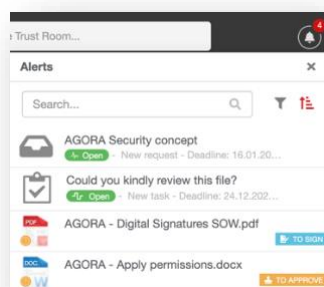 e Trust Room...
4
Alerts
Search...
AGORA Security concept
Open - New request - Deadline: 16.01.20...
Could you kindly review this file?
Open - New task - Deadline: 24.12.202...
PDF AGORA - Digital Signatures SOW.pdf
TO SIGN
DOC. AGORA - Apply permissions.docx
W TO APPROVE